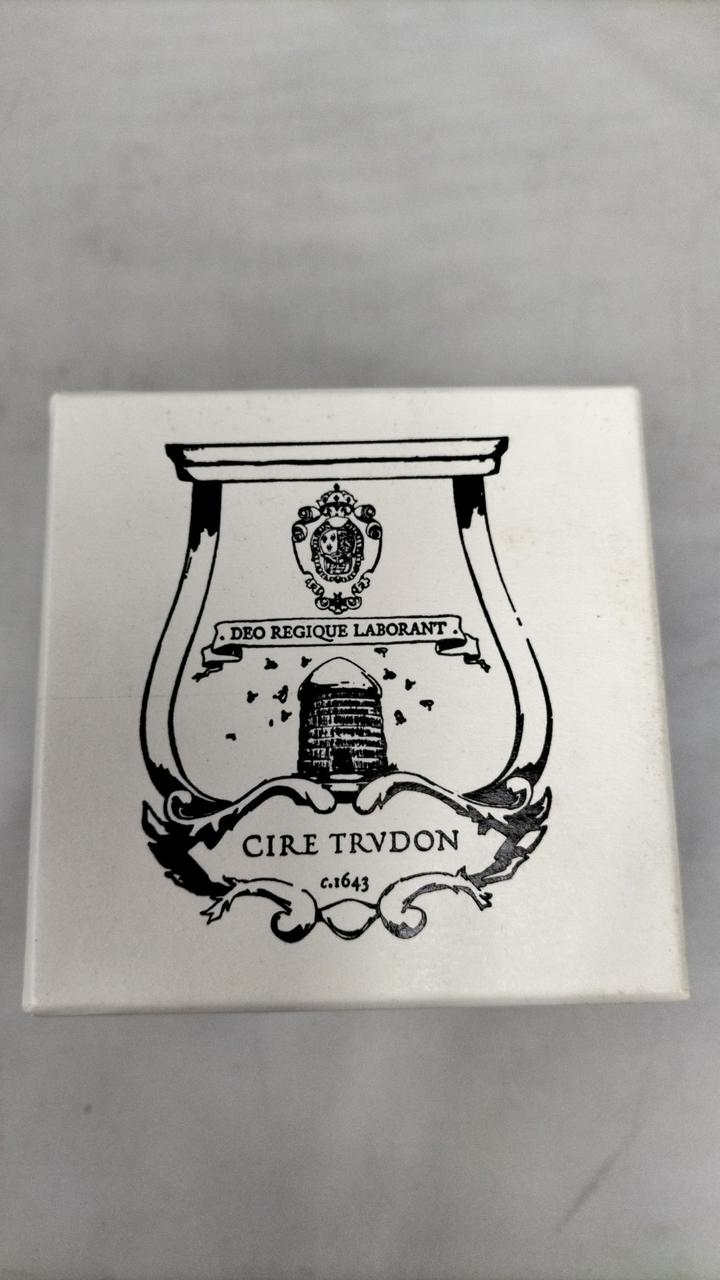 · DEO REGIQUE LABORANT ·
CIRE TRVDON
c.1643